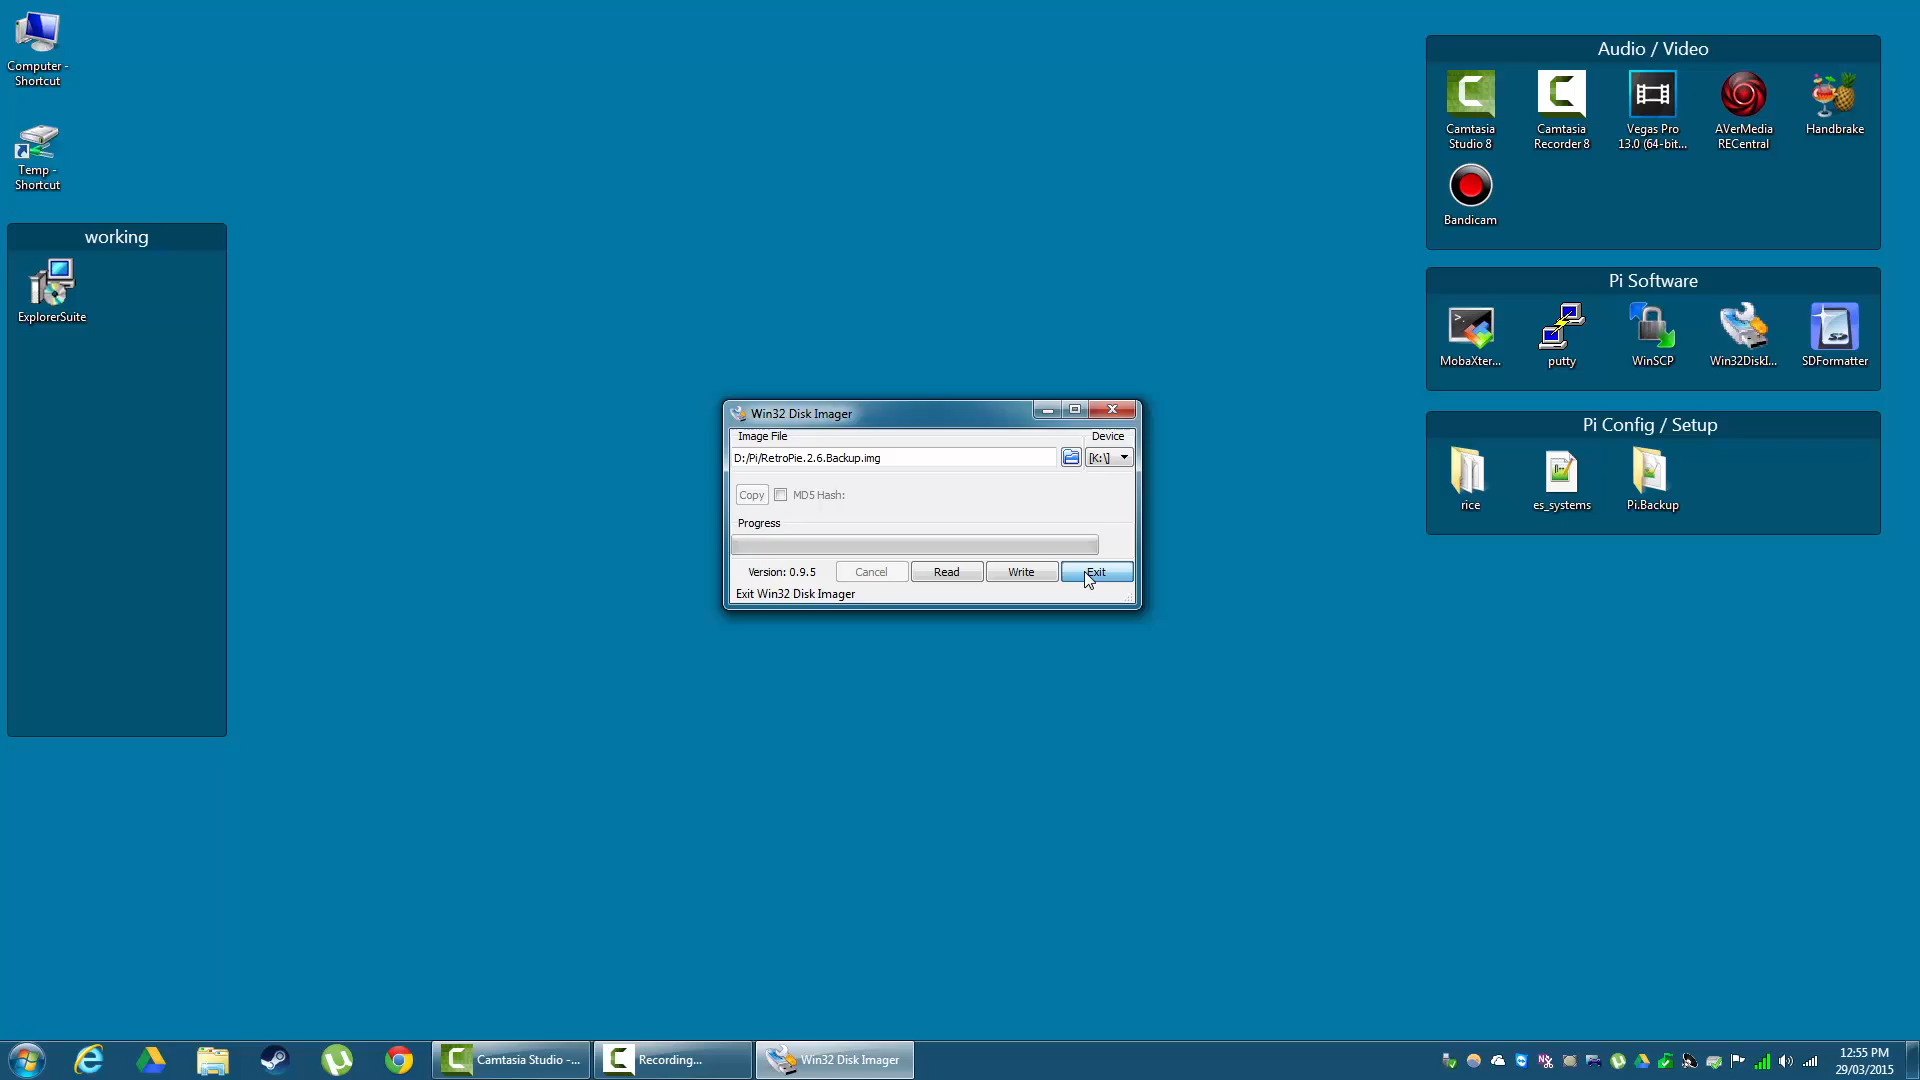 Computer -
Shortcut
Temp -
Shortcut
working
ExplorerSuite
Audio / Video
Camtasia
Studio 8
Camtasia
Recorder 8
Vegas Pro
13.0 (64-bit...
AVerMedia
RECentral
Handbrake
Bandicam
Pi Software
MobaXter...
putty
WinSCP
Win32DiskI...
SDFormatter
Pi Config / Setup
rice
es_systems
Pi.Backup
Win32 Disk Imager
Image File
Device
D:/Pi/RetroPie.2.6.Backup.img
[K:\]
Copy
MD5 Hash:
Progress
Version: 0.9.5
Cancel
Read
Write
Exit
Exit Win32 Disk Imager
Camtasia Studio -...
Recording...
Win32 Disk Imager
12:55 PM
29/03/2015